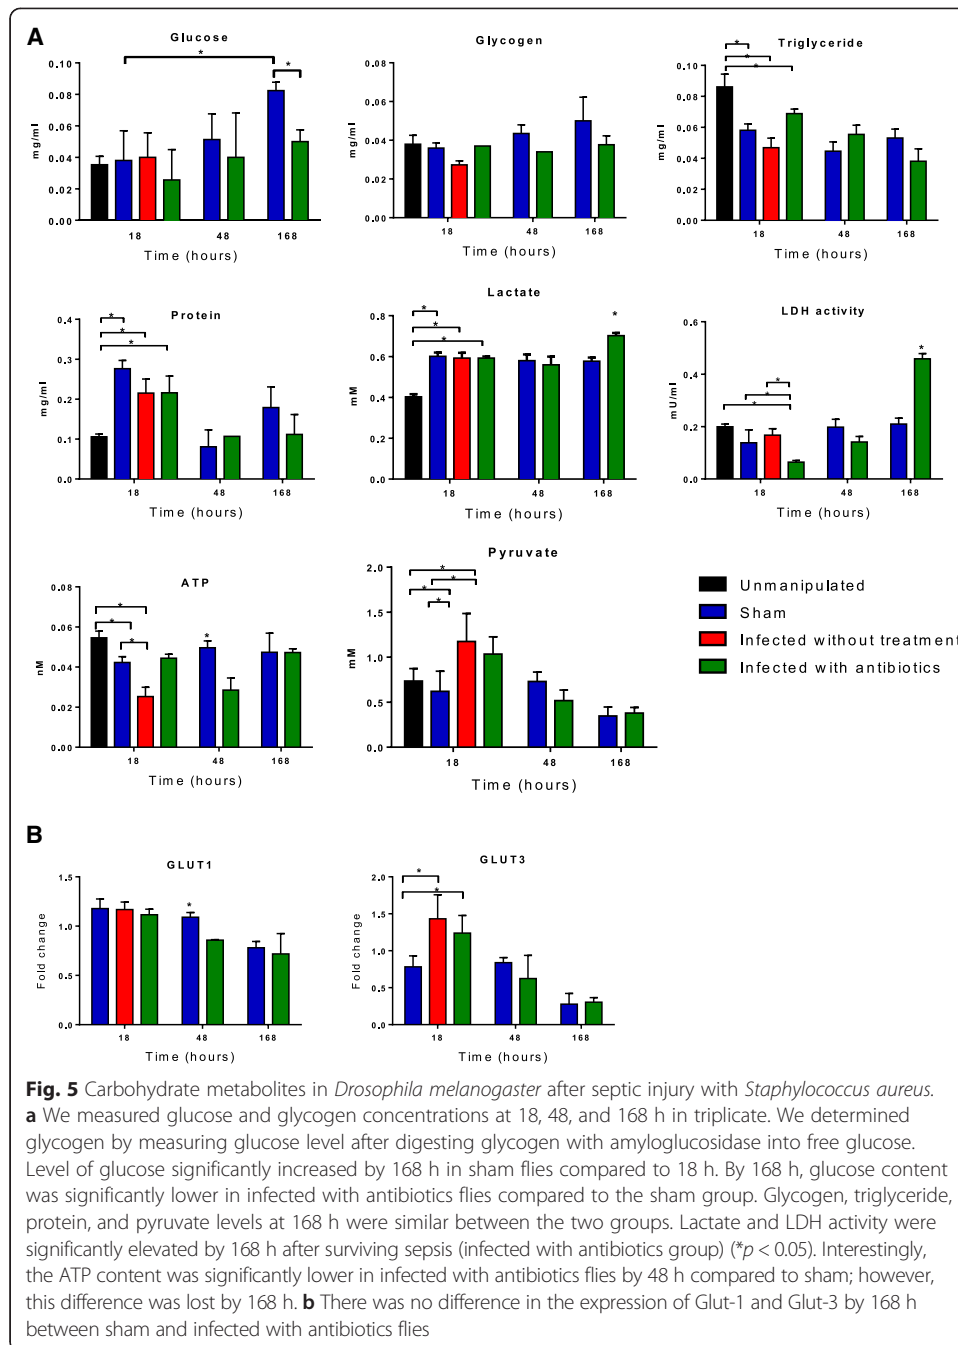 A
Glucose
*
*
0.10
0.08
0.06
0.04
0.02
0.00
mg/ml
18 48 168
Time (hours)
Glycogen
0.08
0.06
0.04
0.02
0.00
mg/ml
18 48 168
Time (hours)
Triglyceride
*
*
*
0.10
0.08
0.06
0.04
0.02
0.00
mg/ml
18 48 168
Time (hours)
Protein
*
*
*
0.4
0.3
0.2
0.1
0.0
mg/ml
18 48 168
Time (hours)
Lactate
*
*
*
*
0.8
0.6
0.4
0.2
0.0
mM
18 48 168
Time (hours)
LDH activity
*
*
*
*
0.6
0.4
0.2
0.0
mU/ml
18 48 168
Time (hours)
ATP
*
*
*
*
0.08
0.06
0.04
0.02
0.00
nM
18 48 168
Time (hours)
Pyruvate
*
*
*
*
2.0
1.5
1.0
0.5
0.0
mM
18 48 168
Time (hours)
Unmanipulated
Sham
Infected without treatment
Infected with antibiotics
B
GLUT1
*
1.5
1.0
0.5
0.0
Fold change
18 48 168
Time (hours)
GLUT3
*
*
2.0
1.5
1.0
0.5
0.0
Fold change
18 48 168
Time (hours)
Fig. 5 Carbohydrate metabolites in Drosophila melanogaster after septic injury with Staphylococcus aureus.
a We measured glucose and glycogen concentrations at 18, 48, and 168 h in triplicate. We determined
glycogen by measuring glucose level after digesting glycogen with amyloglucosidase into free glucose.
Level of glucose significantly increased by 168 h in sham flies compared to 18 h. By 168 h, glucose content
was significantly lower in infected with antibiotics flies compared to the sham group. Glycogen, triglyceride,
protein, and pyruvate levels at 168 h were similar between the two groups. Lactate and LDH activity were
significantly elevated by 168 h after surviving sepsis (infected with antibiotics group) (*p < 0.05). Interestingly,
the ATP content was significantly lower in infected with antibiotics flies by 48 h compared to sham; however,
this difference was lost by 168 h. b There was no difference in the expression of Glut-1 and Glut-3 by 168 h
between sham and infected with antibiotics flies